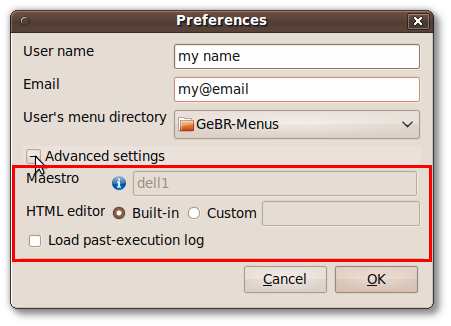 Preferences
User name my name
Email my@email
User's menu directory GeBR-Menus
Advanced settings
Maestro dell1
HTML editor Built-in Custom
Load past-execution log
Cancel OK